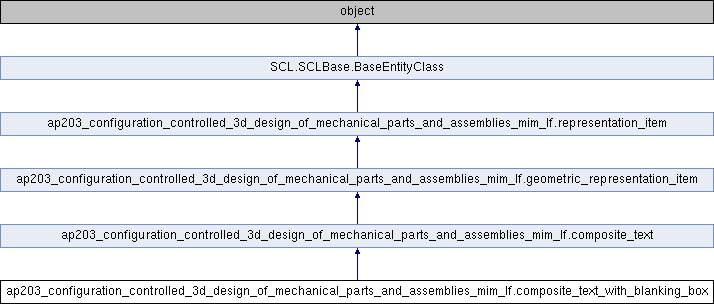 object
SCL.SCLBase.BaseEntityClass
ap203_configuration_controlled_3d_design_of_mechanical_parts_and_assemblies_mim_lf.representation_item
ap203_configuration_controlled_3d_design_of_mechanical_parts_and_assemblies_mim_lf.geometric_representation_item
ap203_configuration_controlled_3d_design_of_mechanical_parts_and_assemblies_mim_lf.composite_text
ap203_configuration_controlled_3d_design_of_mechanical_parts_and_assemblies_mim_lf.composite_text_with_blanking_box